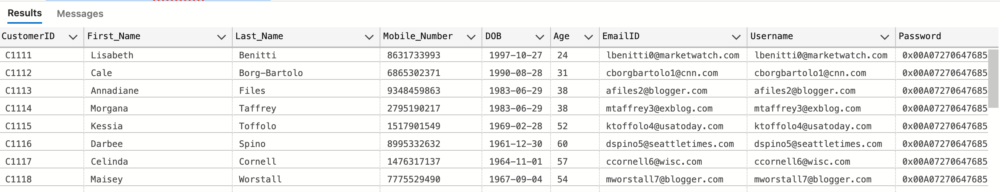 Results Messages
CustomerID First_Name Last_Name Mobile_Number DOB Age EmailID Username Password
C1111 Lisabeth Benitti 8631733993 1997-10-27 24 lbenitti0@marketwatch.com lbenitti0@marketwatch.com 0x00A07270647685
C1112 Cale Borg-Bartolo 6865302371 1990-08-28 31 cborgbartolo1@cnn.com cborgbartolo1@cnn.com 0x00A07270647685
C1113 Annadiane Files 9348459863 1983-06-29 38 afiles2@blogger.com afiles2@blogger.com 0x00A07270647685
C1114 Morgana Taffrey 2795190217 1983-06-29 38 mtaffrey3@exblog.com mtaffrey3@exblog.com 0x00A07270647685
C1115 Kessia Toffolo 1517901549 1969-02-28 52 ktoffolo4@usatoday.com ktoffolo4@usatoday.com 0x00A07270647685
C1116 Darbee Spino 8995332632 1961-12-30 60 dspino5@seattletimes.com dspino5@seattletimes.com 0x00A07270647685
C1117 Celinda Cornell 1476317137 1964-11-01 57 ccornell6@wisc.com ccornell6@wisc.com 0x00A07270647685
C1118 Maisey Worstall 7775529490 1967-09-04 54 mworstall7@blogger.com mworstall7@blogger.com 0x00A07270647685